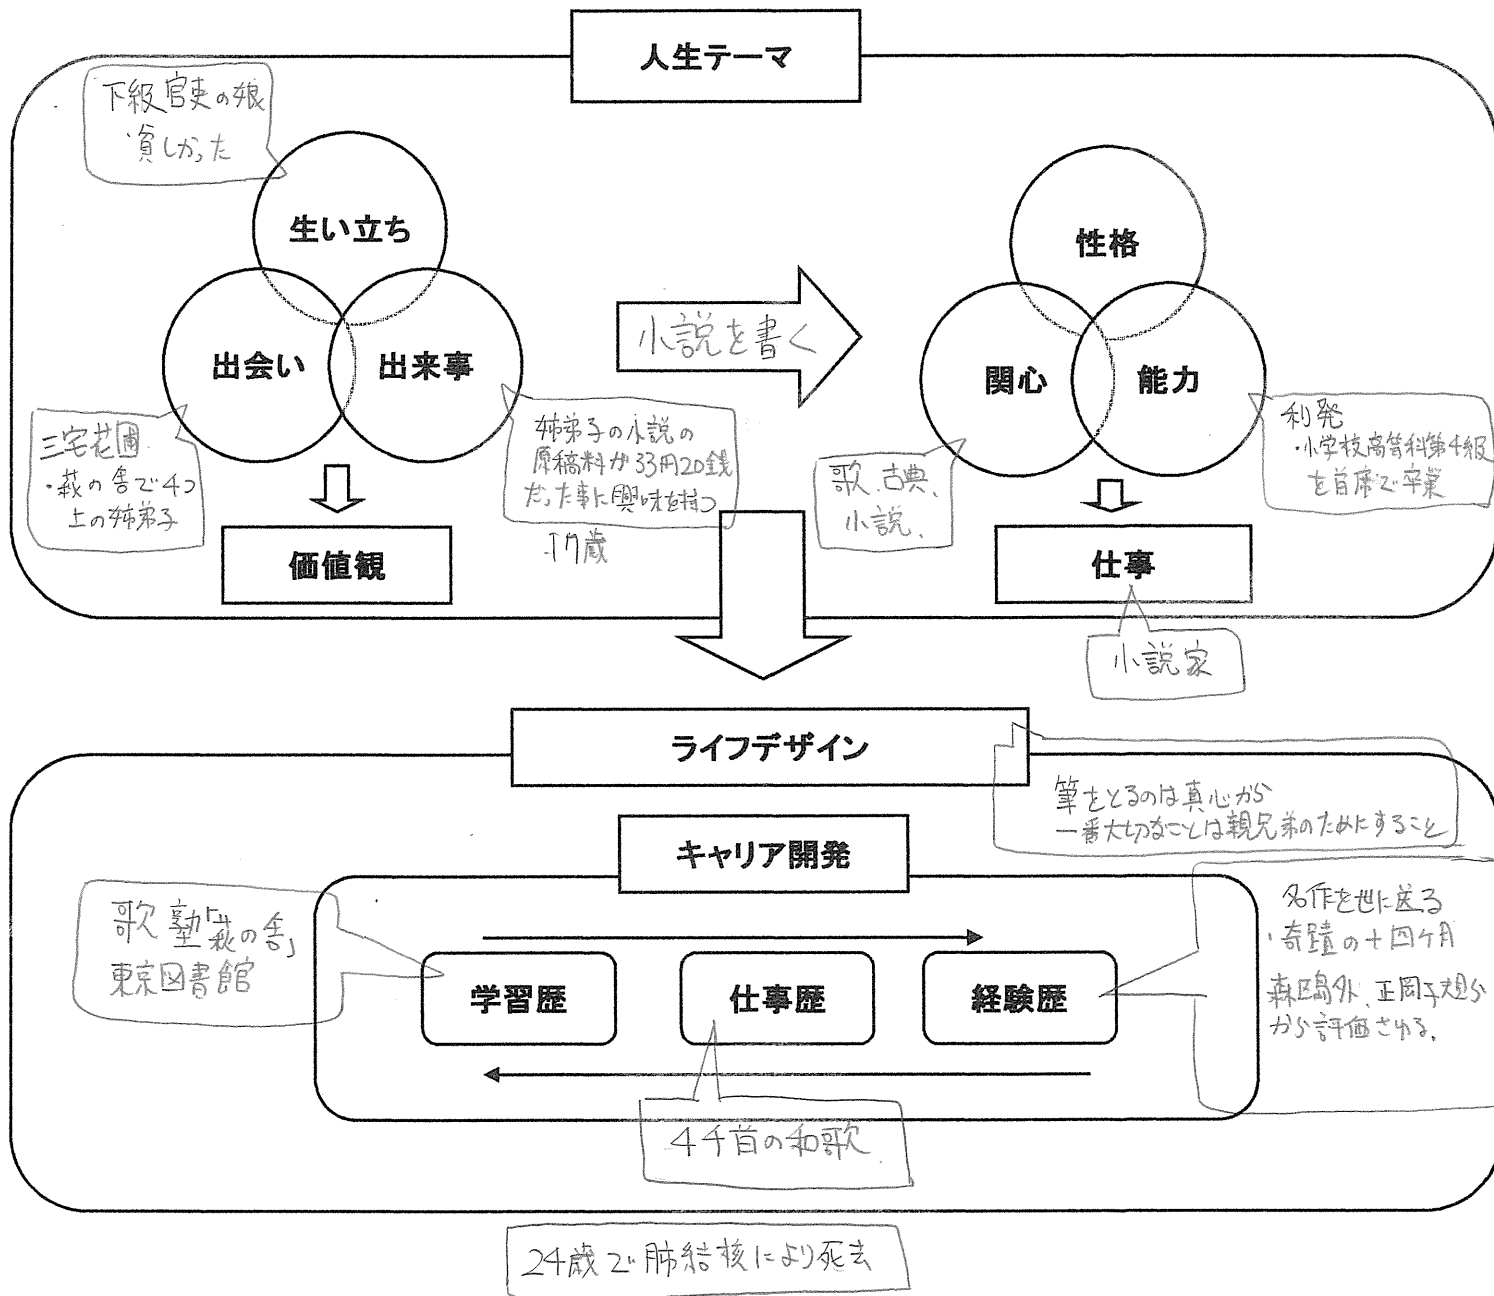 人生テーマ
下級官吏の娘
・貧しかった
生い立ち
出会い
出来事
三宅花圃
・萩の舎で4つ
上の姉弟子
姉弟子の小説の
原稿料が33円20銭
だった事に興味を持つ
17歳
価値観
小説を書く
性格
関心
能力
歌、古典、
小説、
利発
・小学校高等科第4級
を首席で卒業
仕事
小説家
ライフデザイン
筆をとるのは真心から
一番大切なことは親兄弟のためにすること
キャリア開発
歌塾「萩の舎」
東京図書館
学習歴
仕事歴
経験歴
名作を世に送る
・奇蹟の十四ヶ月
森鴎外、正岡子規ら
から評価される。
4千首の和歌
24歳で肺結核により死去